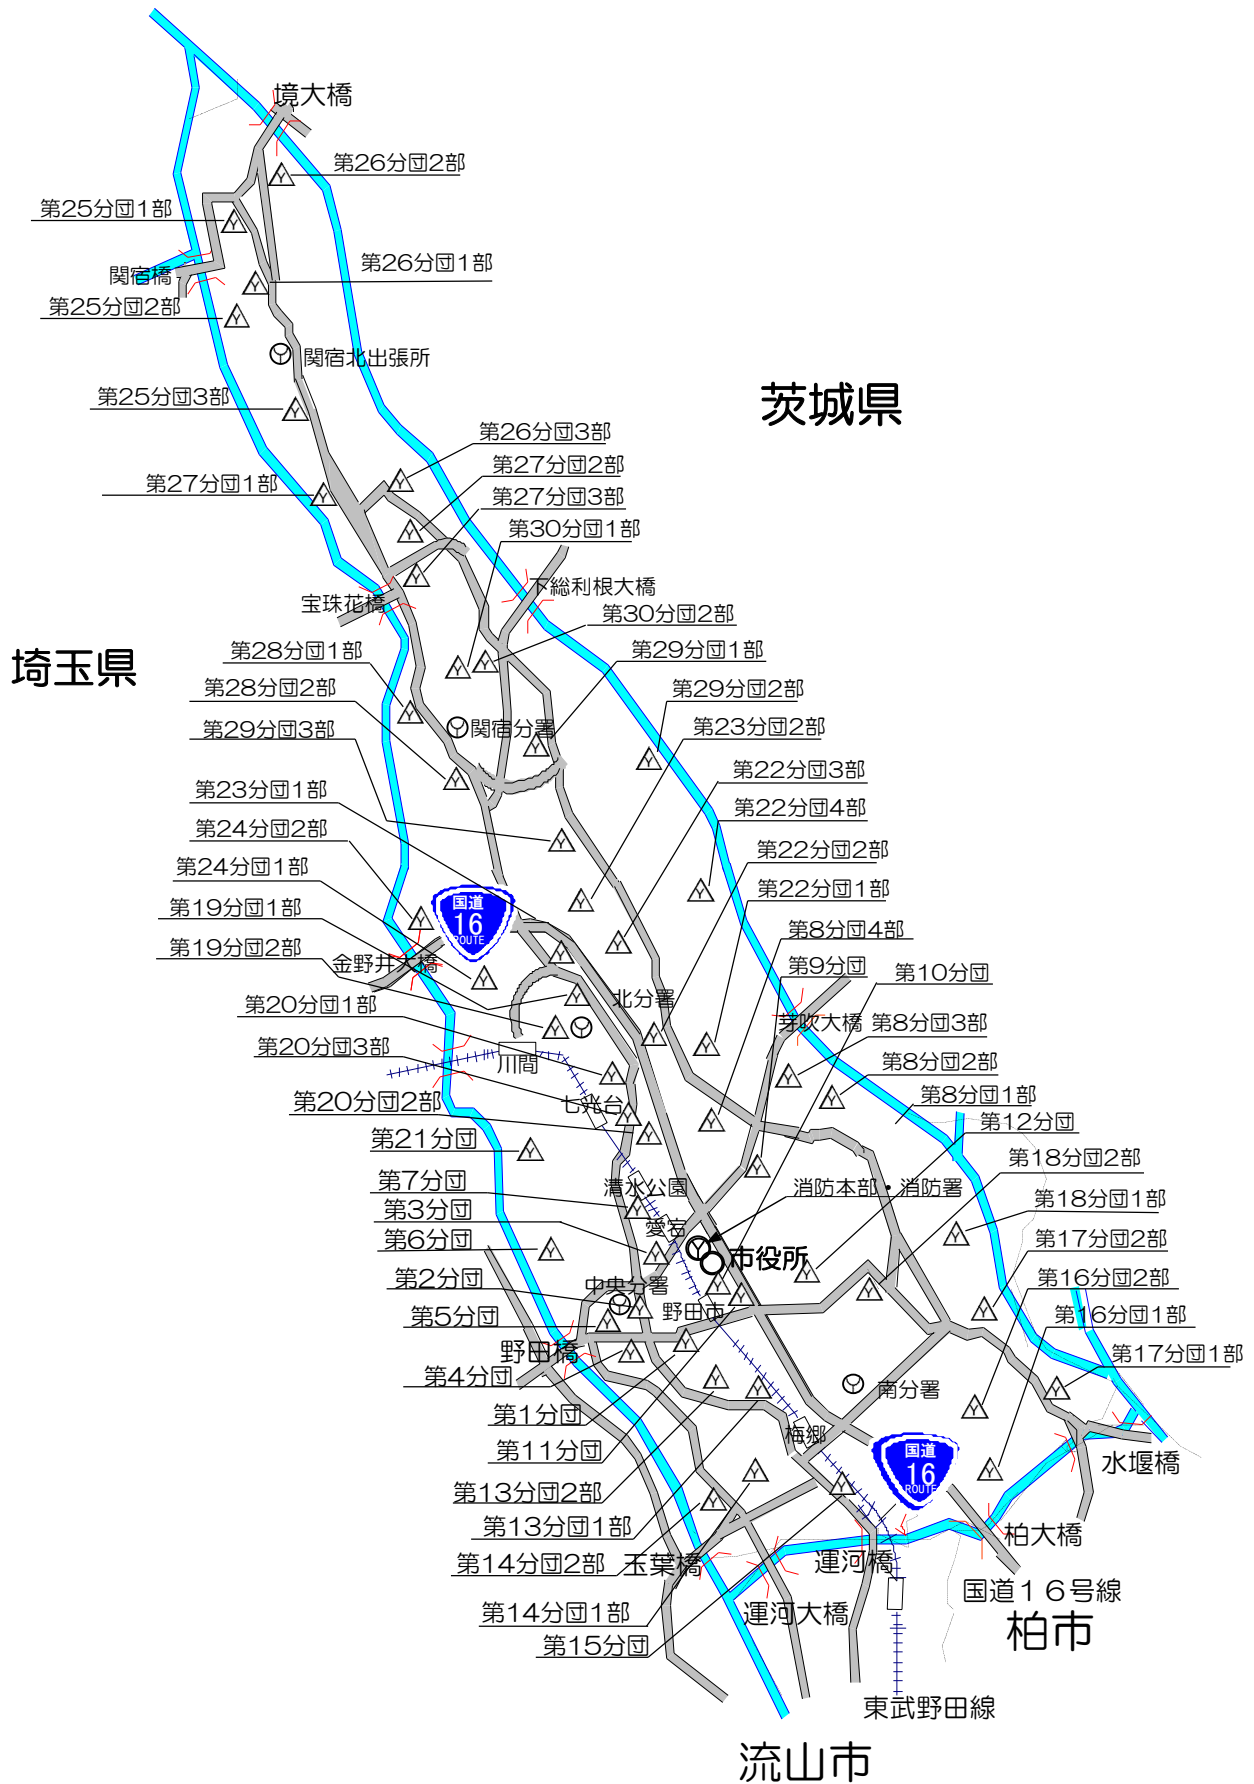 境大橋
第26分団2部
第25分団1部
第26分団1部
関宿橋
第25分団2部
関宿北出張所
第25分団3部
茨城県
第26分団3部
第27分団2部
第27分団1部
第27分団3部
第30分団1部
下総利根大橋
宝珠花橋
第30分団2部
埼玉県
第28分団1部
第29分団1部
第28分団2部
第29分団2部
第29分団3部
関宿分署
第23分団2部
第22分団3部
第23分団1部
第22分団4部
第24分団2部
第22分団2部
第24分団1部
第22分団1部
国道
16
ROUTE
第19分団1部
第8分団4部
第19分団2部
金野井大橋
第9分団
第10分団
第20分団1部
北分署
芽吹大橋
第8分団3部
第20分団3部
川間
第8分団2部
第20分団2部
七光台
第8分団1部
第12分団
第21分団
第18分団2部
第7分団
清水公園
消防本部・消防署
第18分団1部
第3分団
愛宕
第6分団
市役所
第17分団2部
第2分団
中央分署
第16分団2部
第5分団
野田市
第16分団1部
野田橋
第17分団1部
第4分団
南分署
第1分団
梅郷
第11分団
国道
16
ROUTE
水堰橋
第13分団2部
第13分団1部
柏大橋
第14分団2部
玉葉橋
運河橋
国道16号線
第14分団1部
運河大橋
柏市
第15分団
東武野田線
流山市